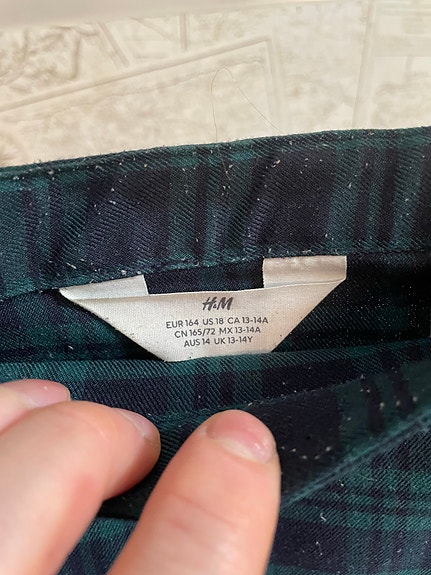 H&M
EUR 164 US 18 CA 13-14A
CN 165/72 MX 13-14A
AUS 14 UK 13-14Y